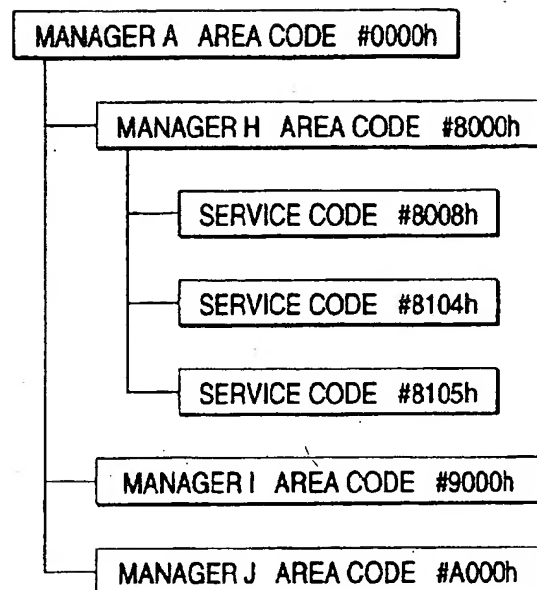 MANAGER A AREA CODE #0000h
MANAGER H AREA CODE #8000h
SERVICE CODE #8008h
SERVICE CODE #8104h
SERVICE CODE #8105h
MANAGER I AREA CODE #9000h
MANAGER J AREA CODE #A000h